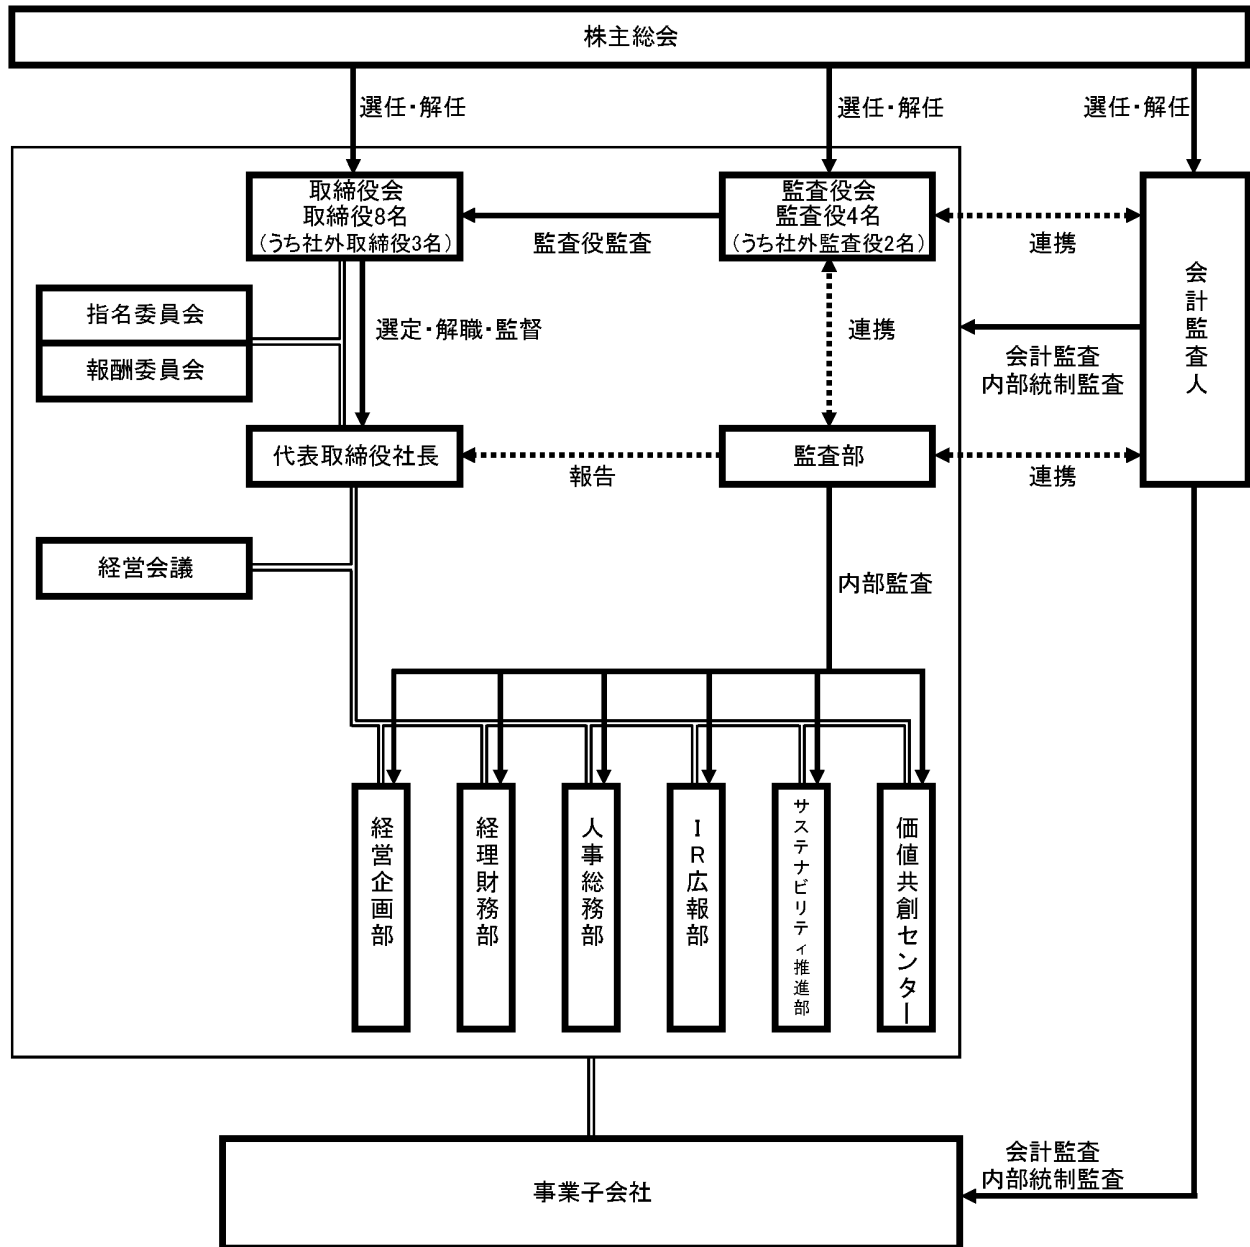 株主総会
選任・解任
選任・解任
選任・解任
取締役会
取締役8名
(うち社外取締役3名)
監査役会
監査役4名
(うち社外監査役2名)
監査役監査
連携
会計監査人
指名委員会
報酬委員会
選定・解職・監督
連携
会計監査
内部統制監査
代表取締役社長
報告
監査部
連携
経営会議
内部監査
経営企画部
経理財務部
人事総務部
IR広報部
サステナビリティ推進部
価値共創センター
事業子会社
会計監査
内部統制監査